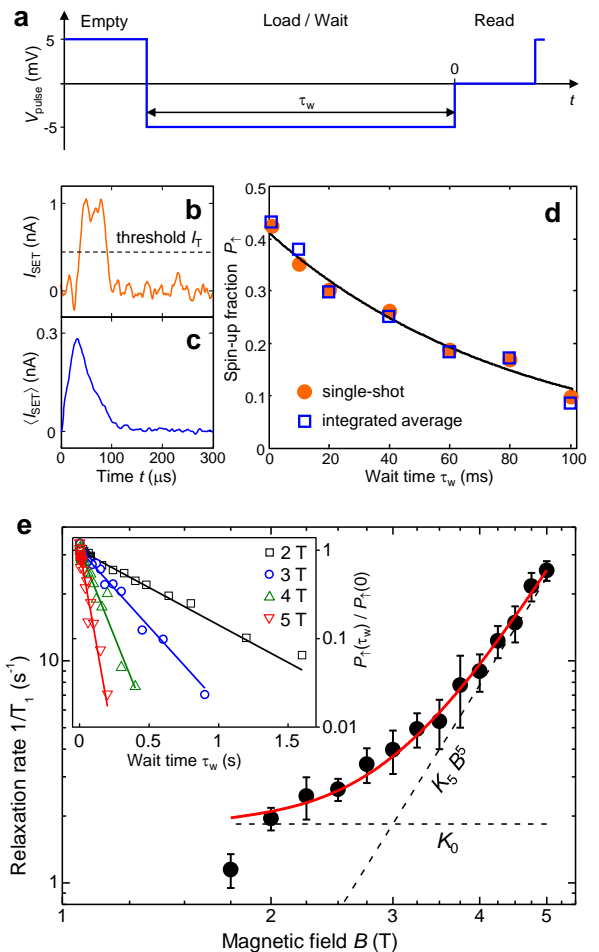 a
Empty
Load / Wait
Read
V_pulse (mV)
5
0
-5
τ_w
0
t
b
I_SET (nA)
1
0
threshold I_T
c
⟨I_SET⟩ (nA)
0.3
0
0 100 200 300
Time t (μs)
d
Spin-up fraction P↑
0.5
0.4
0.3
0.2
0.1
0
single-shot
integrated average
0 20 40 60 80 100
Wait time τ_w (ms)
e
Relaxation rate 1/T₁ (s⁻¹)
10
1
2 T
3 T
4 T
5 T
1
0.1
0.01
P↑(τ_w) / P↑(0)
0.0 0.5 1.0 1.5
Wait time τ_w (s)
K₅ B⁵
K₀
1 2 3 4 5
Magnetic field B (T)